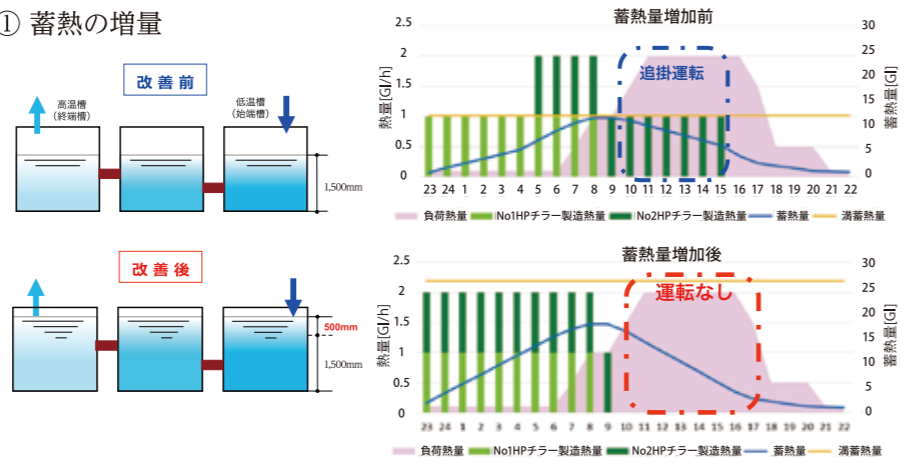 ① 蓄熱の増量
改善前
高温槽
（終端槽）
低温槽
（始端槽）
1,500mm
改善後
500mm
1,500mm
蓄熱量増加前
熱量[GJ/h]
2.5
2
1.5
1
0.5
0
追掛運転
30
25
20
15
10
5
0
蓄熱量[GJ]
23 24 1 2 3 4 5 6 7 8 9 10 11 12 13 14 15 16 17 18 19 20 21 22
負荷熱量 No1HPチラー製造熱量 No2HPチラー製造熱量 蓄熱量 満蓄熱量
蓄熱量増加後
熱量[GJ/h]
2.5
2
1.5
1
0.5
0
運転なし
30
25
20
15
10
5
0
蓄熱量[GJ]
23 24 1 2 3 4 5 6 7 8 9 10 11 12 13 14 15 16 17 18 19 20 21 22
負荷熱量 No1HPチラー製造熱量 No2HPチラー製造熱量 蓄熱量 満蓄熱量